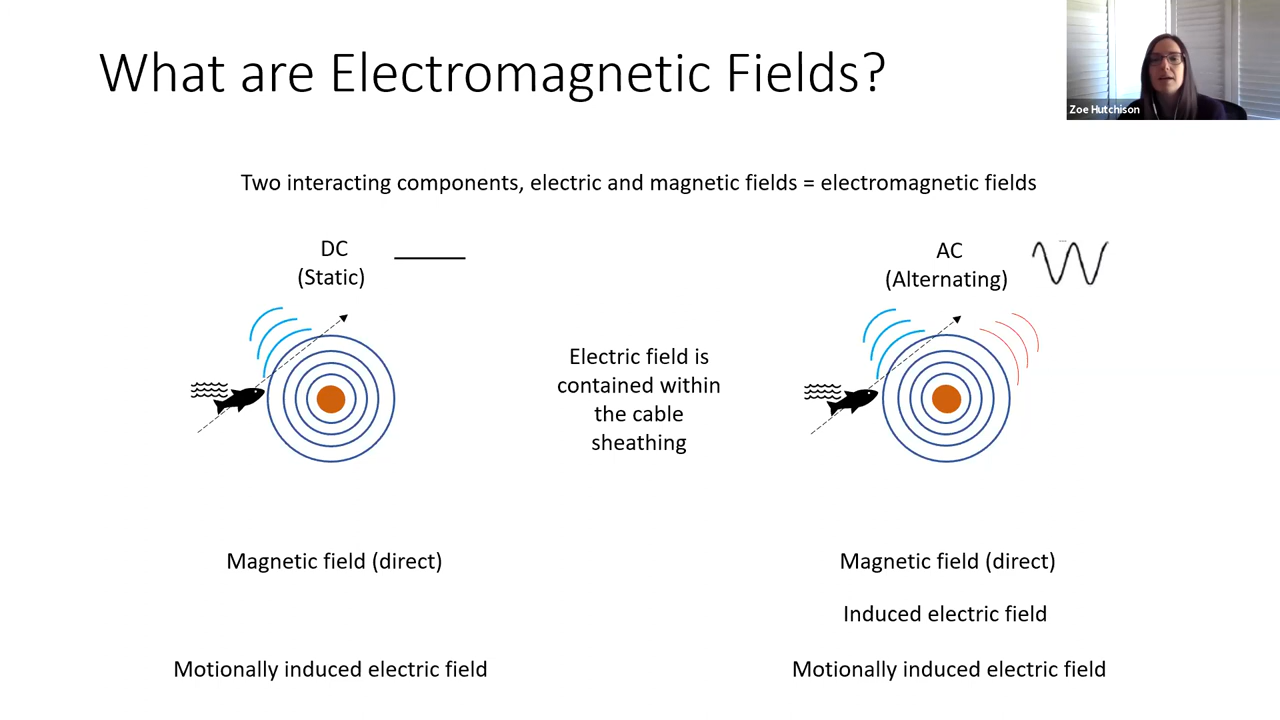 What are Electromagnetic Fields?
Zoe Hutchison
Two interacting components, electric and magnetic fields = electromagnetic fields
DC
(Static)
AC
(Alternating)
Electric field is
contained within
the cable
sheathing
Magnetic field (direct)
Magnetic field (direct)
Induced electric field
Motionally induced electric field
Motionally induced electric field